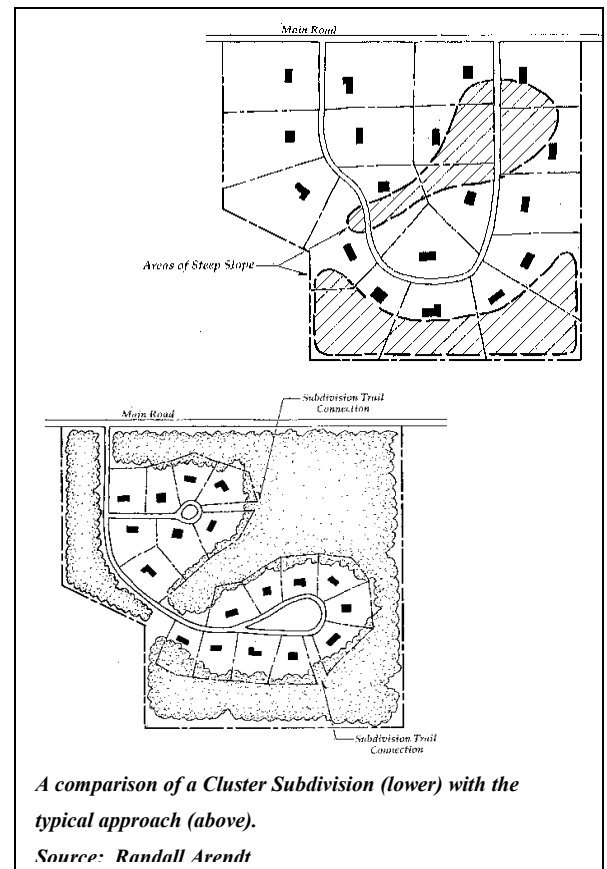 Main Road
Areas of Steep Slope
Subdivision Trail
Connection
Main Road
Subdivision Trail
Connection
A comparison of a Cluster Subdivision (lower) with the
typical approach (above).
Source: Randall Arendt